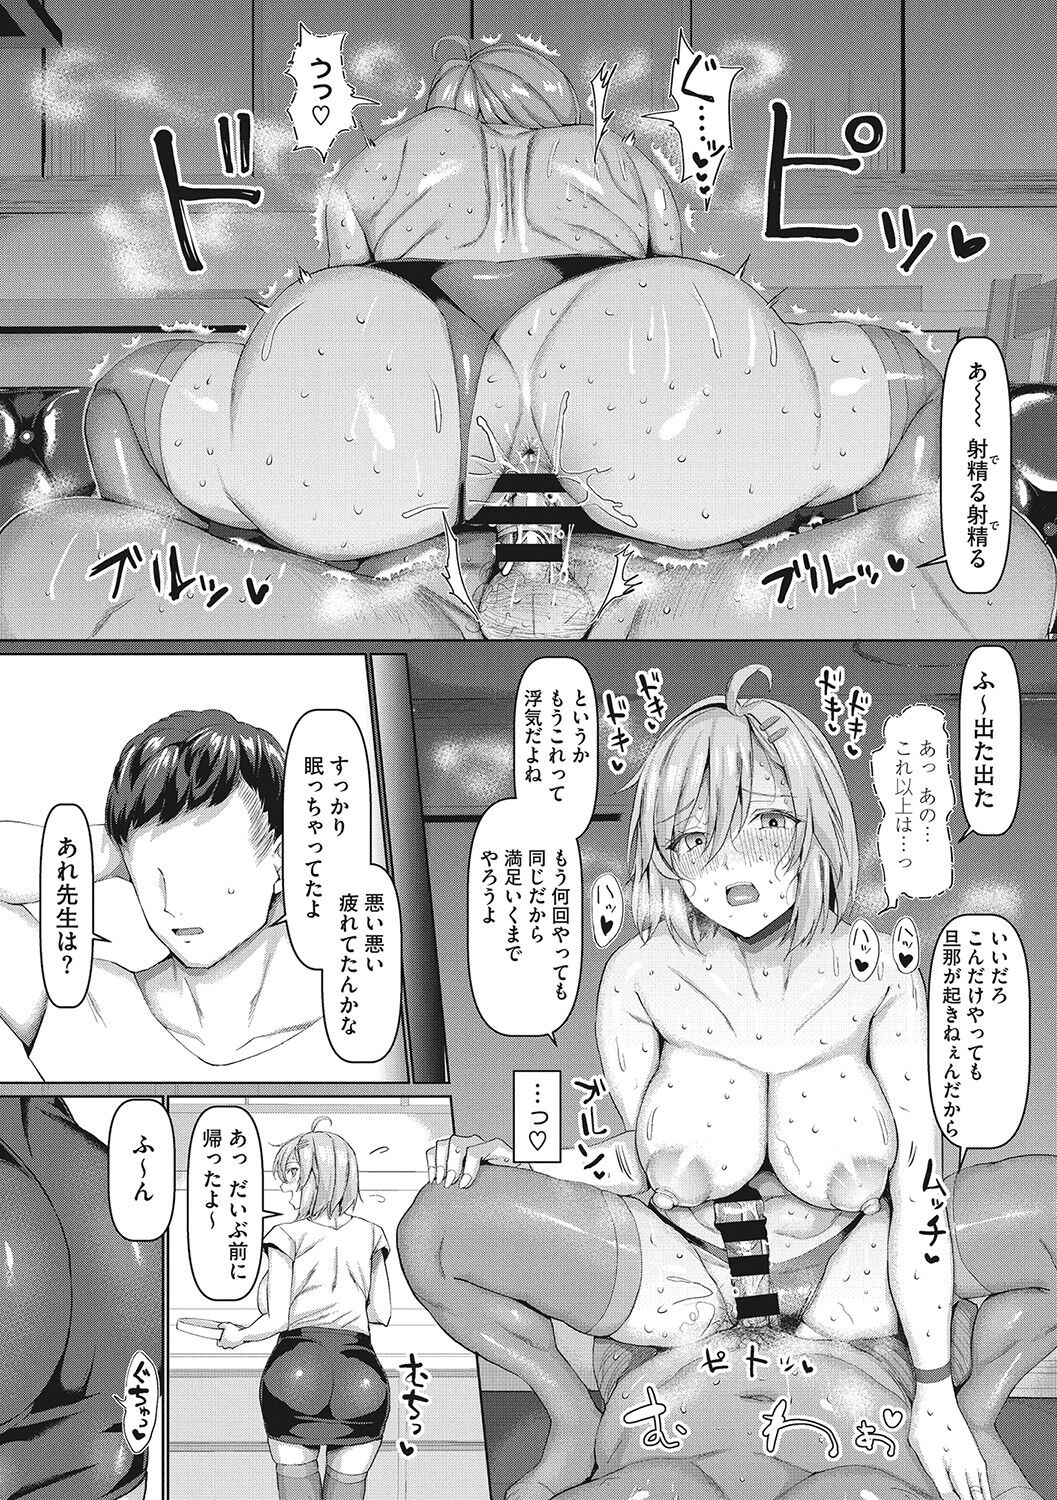 ピュッ♥
ド
ぐ…ッ♥
うっ♡
あ～～～ 射精る射精る
でで
ブルルッ
ブルルッ
ふ～出た出た
あっ あの…
これ以上は…っ
いいだろ
こんだけやっても
旦那が起きねぇんだから
というか
もうこれって
浮気だよね
もう何回やっても
同じだから
満足いくまで
やろうよ
ドキドキ
ドキドキ
ハッ♥
ハッ♥
ハッ♥
…っ♡
ズーン
ムッチ
ピトッ
むわぁ♡
すっかり
眠っちゃってたよ
悪い悪い
疲れてたんかな
あれ先生は？
あっ だいぶ前に
帰ったよ～
むちっ♥
ふ～ん
ぐちゅっ